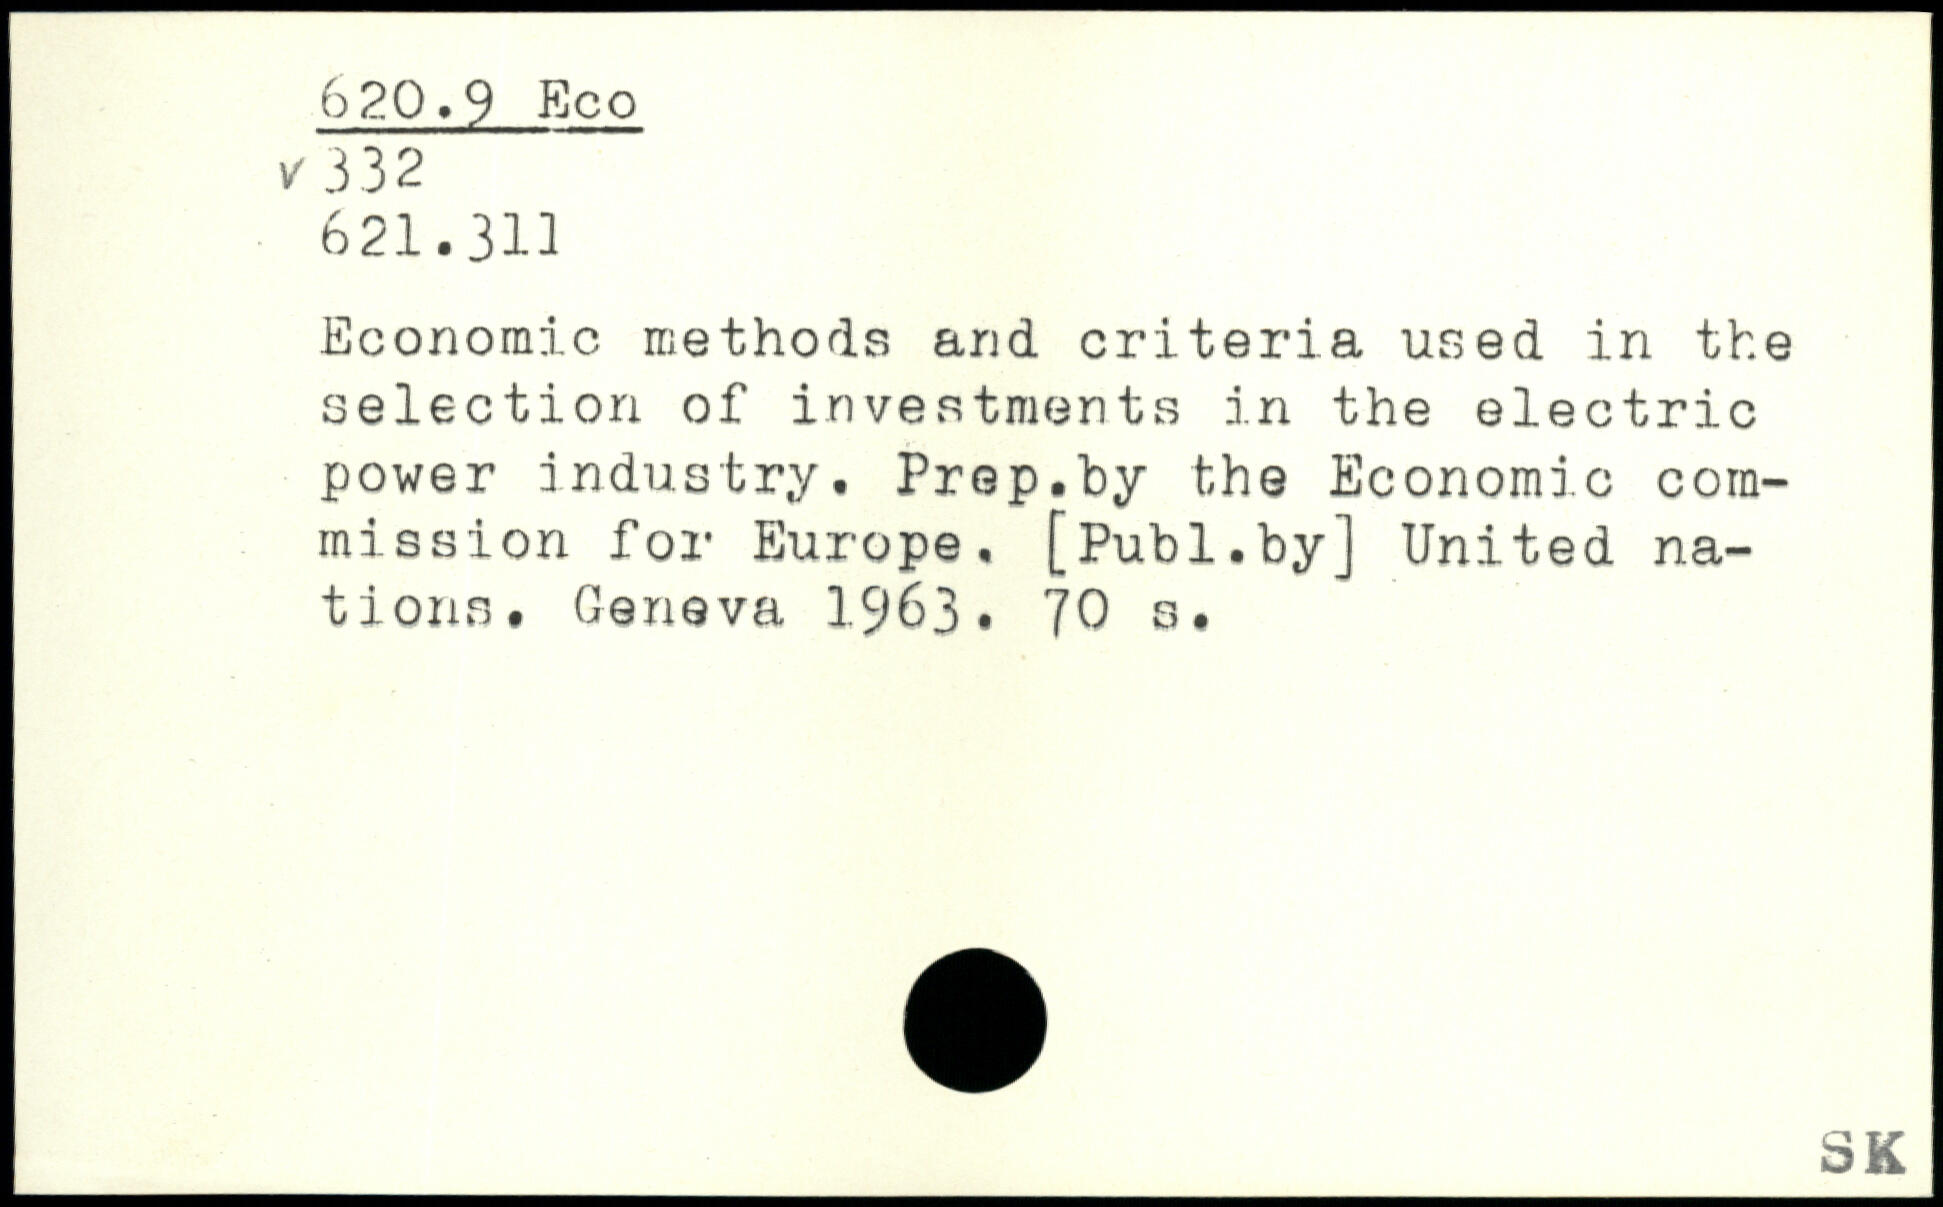 620.9 Eco
v 332
621.311
Economic methods and criteria used in the
selection of investments in the electric
power industry. Prep.by the Economic com-
mission for Europe. [Publ.by] United na-
tions. Geneva 1963. 70 s.
SK